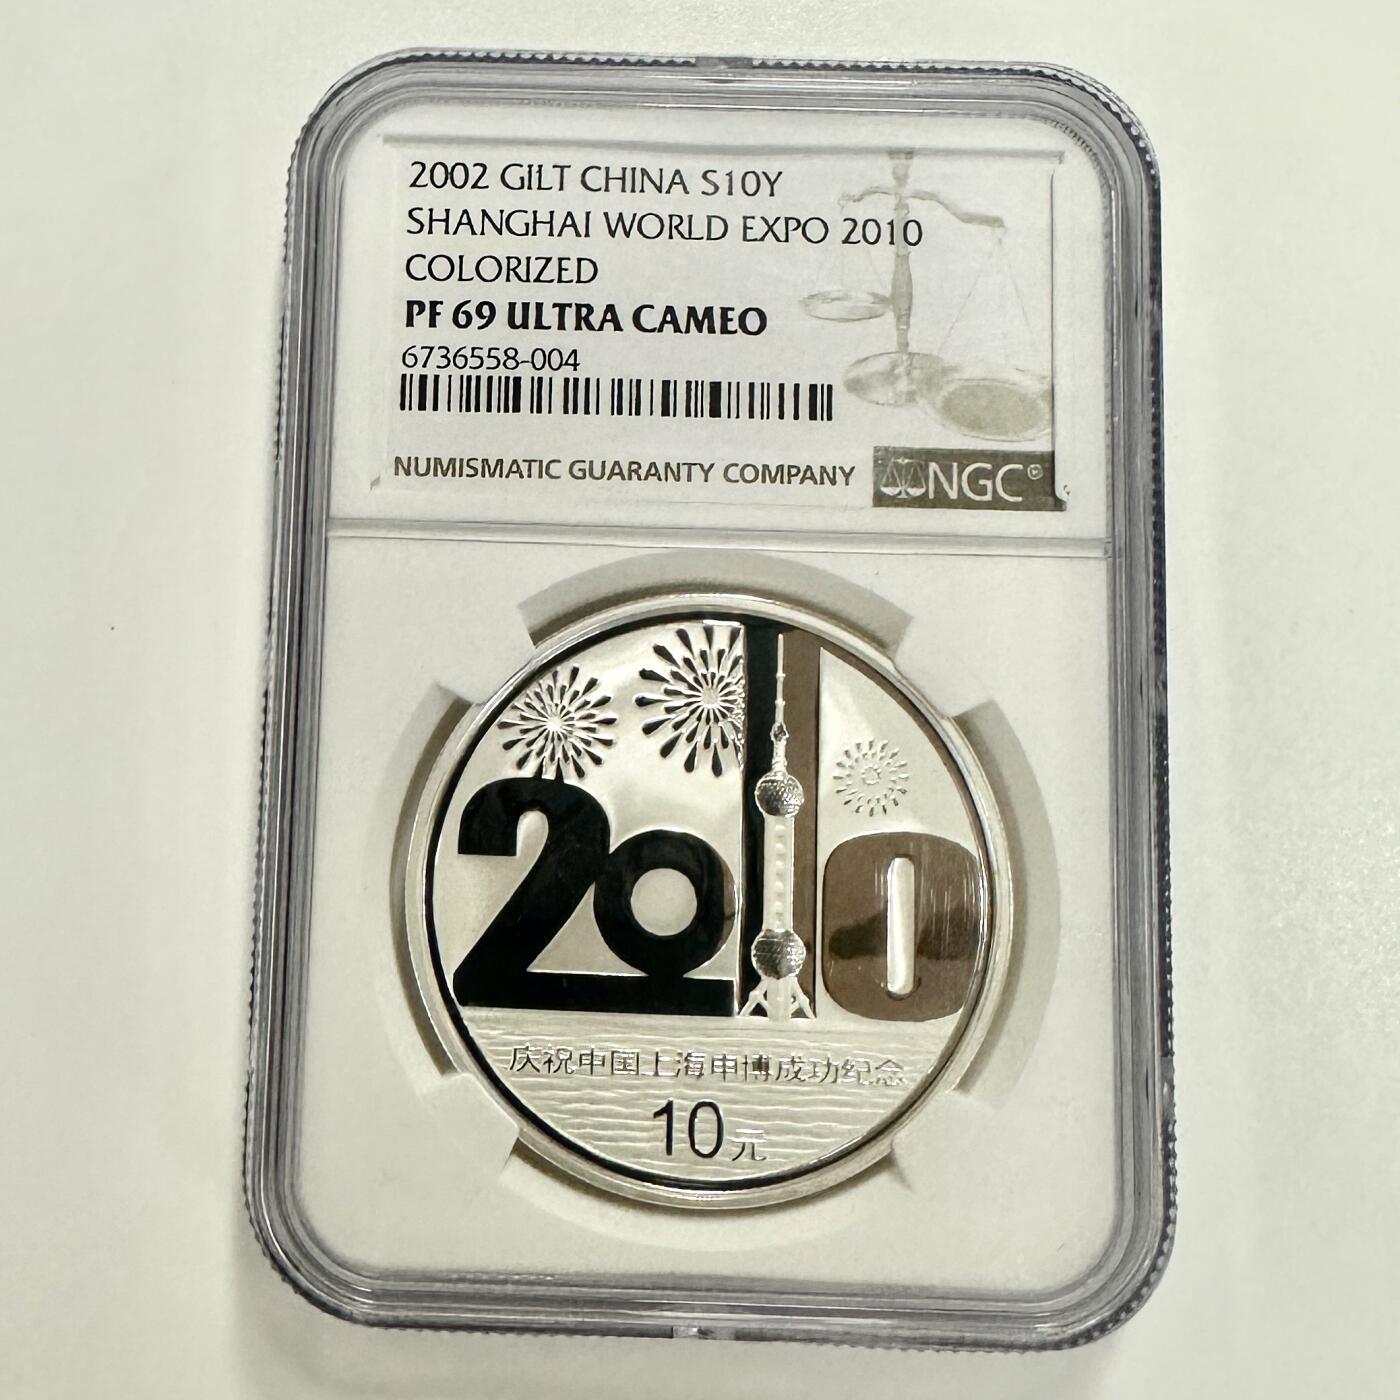 2002 GILT CHINA S10Y
SHANGHAI WORLD EXPO 2010
COLORIZED
PF 69 ULTRA CAMEO
6736558-004
NUMISMATIC GUARANTY COMPANY
NGC®
2010
庆祝中国上海申博成功纪念
10元